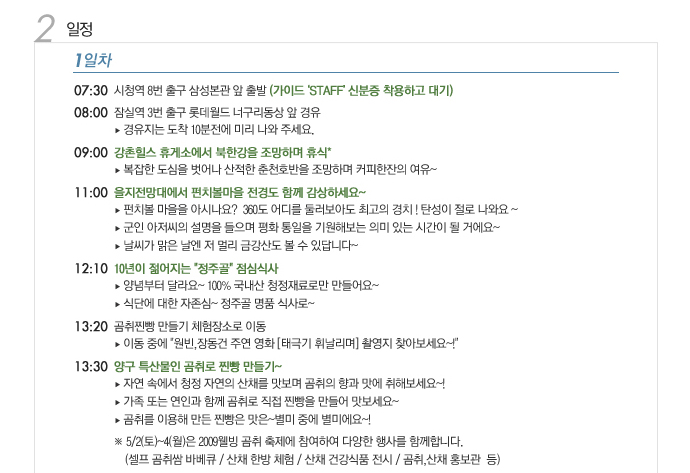 2 일정
1일차
07:30 시청역 8번 출구 삼성본관 앞 출발 (가이드 'STAFF' 신분증 착용하고 대기)
08:00 잠실역 3번 출구 롯데월드 너구리동상 앞 경유
▶ 경유지는 도착 10분전에 미리 나와 주세요.
09:00 강촌힐스 휴게소에서 북한강을 조망하며 휴식*
▶ 복잡한 도심을 벗어나 산적한 춘천호반을 조망하며 커피한잔의 여유~
11:00 을지전망대에서 펀치볼마을 전경도 함께 감상하세요~
▶ 펀치볼 마을을 아시나요? 360도 어디를 둘러보아도 최고의 경치 ! 탄성이 절로 나와요 ~
▶ 군인 아저씨의 설명을 들으며 평화 통일을 기원해보는 의미 있는 시간이 될 거에요~
▶ 날씨가 맑은 날엔 저 멀리 금강산도 볼 수 있답니다~
12:10 10년이 젊어지는 "정주골" 점심식사
▶ 양념부터 달라요~ 100% 국내산 청정재료로만 만들어요~
▶ 식단에 대한 자존심~ 정주골 명품 식사로~
13:20 곰취찐빵 만들기 체험장소로 이동
▶ 이동 중에 "원빈,장동건 주연 영화 [태극기 휘날리며] 촬영지 찾아보세요~!"
13:30 양구 특산물인 곰취로 찐빵 만들기~
▶ 자연 속에서 청정 자연의 산채를 맛보며 곰취의 향과 맛에 취해보세요~!
▶ 가족 또는 연인과 함께 곰취로 직접 찐빵을 만들어 맛보세요~
▶ 곰취를 이용해 만든 찐빵은 맛은~별미 중에 별미에요~!
※ 5/2(토)~4(월)은 2009웰빙 곰취 축제에 참여하여 다양한 행사를 함께합니다.
(셀프 곰취쌈 바베큐 / 산채 한방 체험 / 산채 건강식품 전시 / 곰취,산채 홍보관 등)